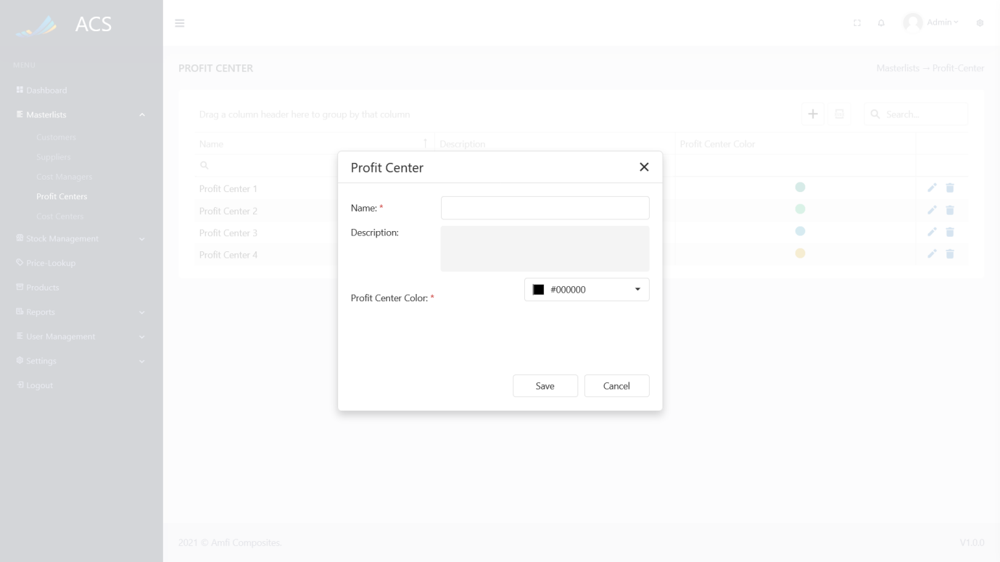 ACS
Admin
MENU
PROFIT CENTER
Masterlists → Profit-Center
Dashboard
Masterlists
Customers
Suppliers
Cost Managers
Profit Centers
Cost Centers
Stock Management
Price-Lookup
Products
Reports
User Management
Settings
Logout
Drag a column header here to group by that column
Search...
Name
Description
Profit Center Color
Profit Center 1
Profit Center 2
Profit Center 3
Profit Center 4
Profit Center
Name: *
Description:
Profit Center Color: *
#000000
Save
Cancel
2021 © Amfi Composites.
V1.0.0